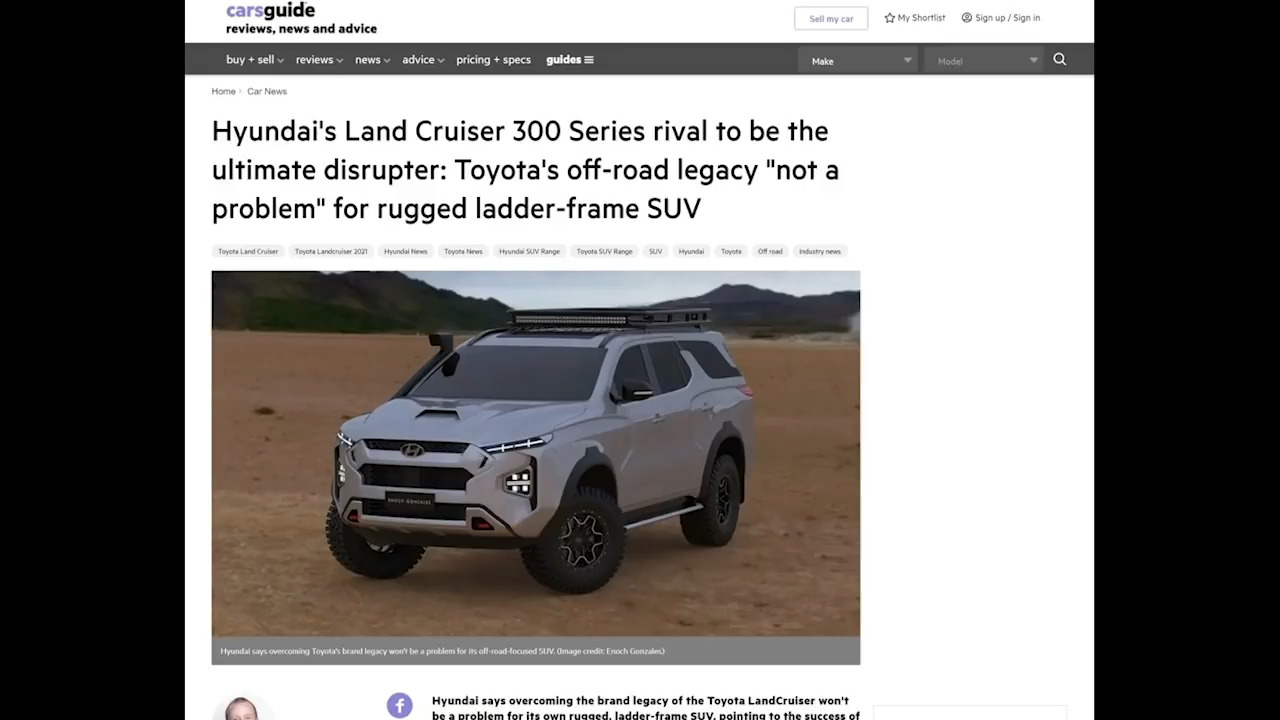 carsguide
reviews, news and advice
Sell my car
My Shortlist
Sign up / Sign in
buy + sell
reviews
news
advice
pricing + specs
guides
Make
Model
Home
Car News
Hyundai's Land Cruiser 300 Series rival to be the
ultimate disrupter: Toyota's off-road legacy "not a
problem" for rugged ladder-frame SUV
Toyota Land Cruiser
Toyota Landcruiser 2021
Hyundai News
Toyota News
Hyundai SUV Range
Toyota SUV Range
SUV
Hyundai
Toyota
Off road
Industry news
ENOCH GONZALES
Hyundai says overcoming Toyota's brand legacy won't be a problem for its off-road-focused SUV. (Image credit: Enoch Gonzales)
f
Hyundai says overcoming the brand legacy of the Toyota LandCruiser won't
be a problem for its own rugged, ladder-frame SUV, pointing to the success of